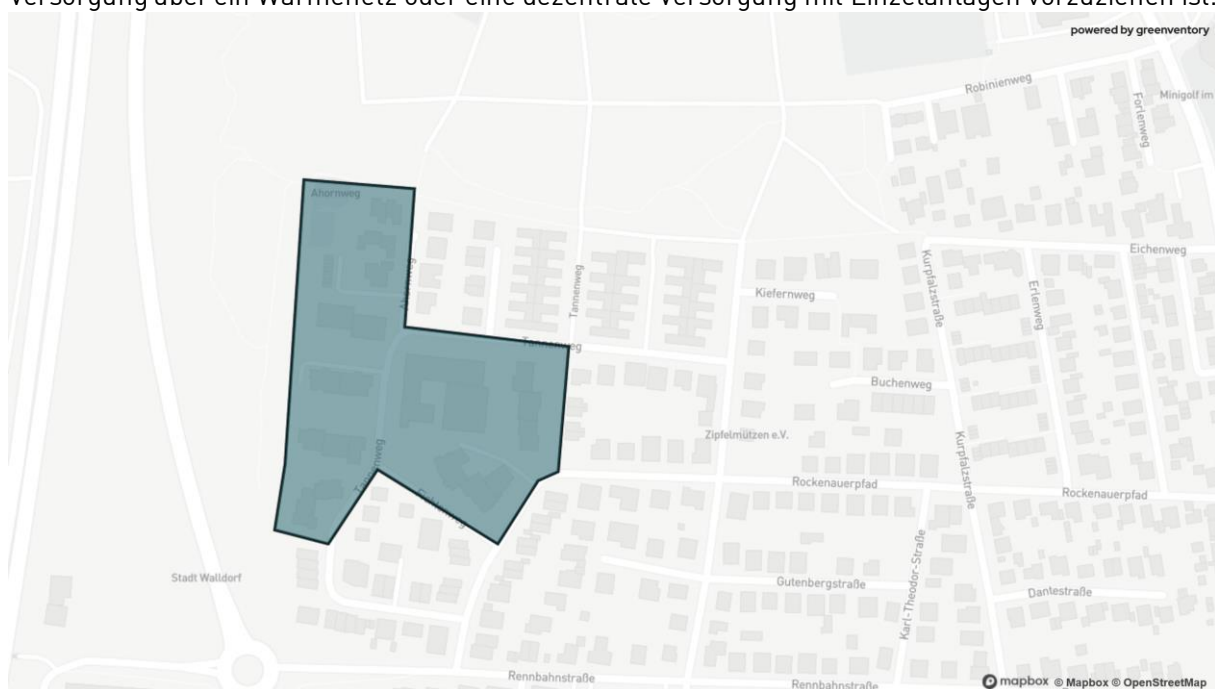 Versorgung über ein Wärmenetz oder eine dezentrale Versorgung mit Einzelanlagen vorzuziehen ist.
powered by greenventory
Robinienweg
Minigolf im
Forlenweg
Ahornweg
Eichenweg
Ahornweg
Tannenweg
Kurpfalzstraße
Erlenweg
Kiefernweg
Tannenweg
Buchenweg
Zipfelmützen e.V.
Kurpfalzstraße
Tannenweg
Rockenauerpfad
Rockenauerpfad
Stadt Walldorf
Gutenbergstraße
Karl-Theodor-Straße
Dantestraße
Rennbahnstraße
Rennbahnstraße
mapbox © Mapbox © OpenStreetMap